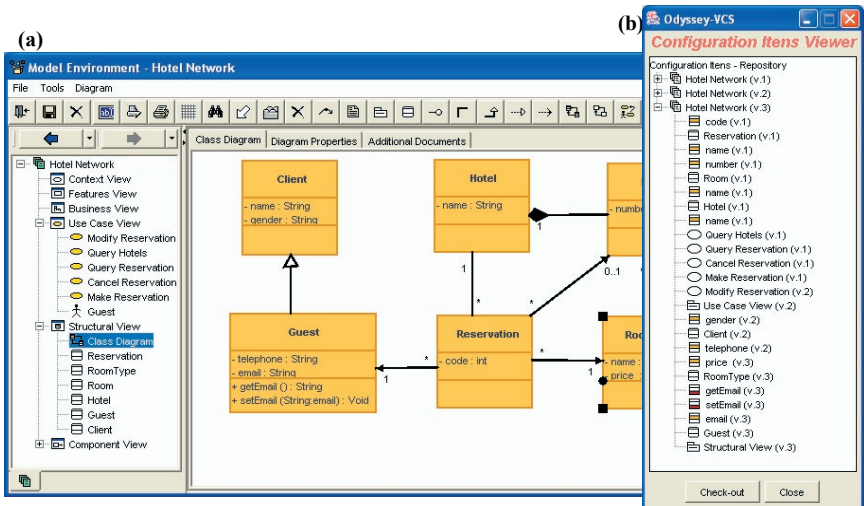 (a)
Model Environment - Hotel Network
File Tools Diagram
Class Diagram Diagram Properties Additional Documents
Hotel Network
Context View
Features View
Business View
Use Case View
Modify Reservation
Query Hotels
Query Reservation
Cancel Reservation
Make Reservation
Guest
Structural View
Class Diagram
Reservation
RoomType
Room
Hotel
Guest
Client
Component View
Client
- name : String
- gender : String
Hotel
- name : String
1
- numbe
0..1
1
*
*
Guest
- telephone : String
- email : String
+ getEmail () : String
+ setEmail (String:email) : Void
*
1
Reservation
- code : int
*
1
Roo
- name :
- price :
(b)
Odyssey-VCS
Configuration Itens Viewer
Configuration Itens - Repository
Hotel Network (v.1)
Hotel Network (v.2)
Hotel Network (v.3)
code (v.1)
Reservation (v.1)
name (v.1)
number (v.1)
Room (v.1)
name (v.1)
Hotel (v.1)
name (v.1)
Query Hotels (v.1)
Query Reservation (v.1)
Cancel Reservation (v.1)
Make Reservation (v.1)
Modify Reservation (v.2)
Use Case View (v.2)
gender (v.2)
Client (v.2)
telephone (v.2)
price (v.3)
RoomType (v.3)
getEmail (v.3)
setEmail (v.3)
email (v.3)
Guest (v.3)
Structural View (v.3)
Check-out Close